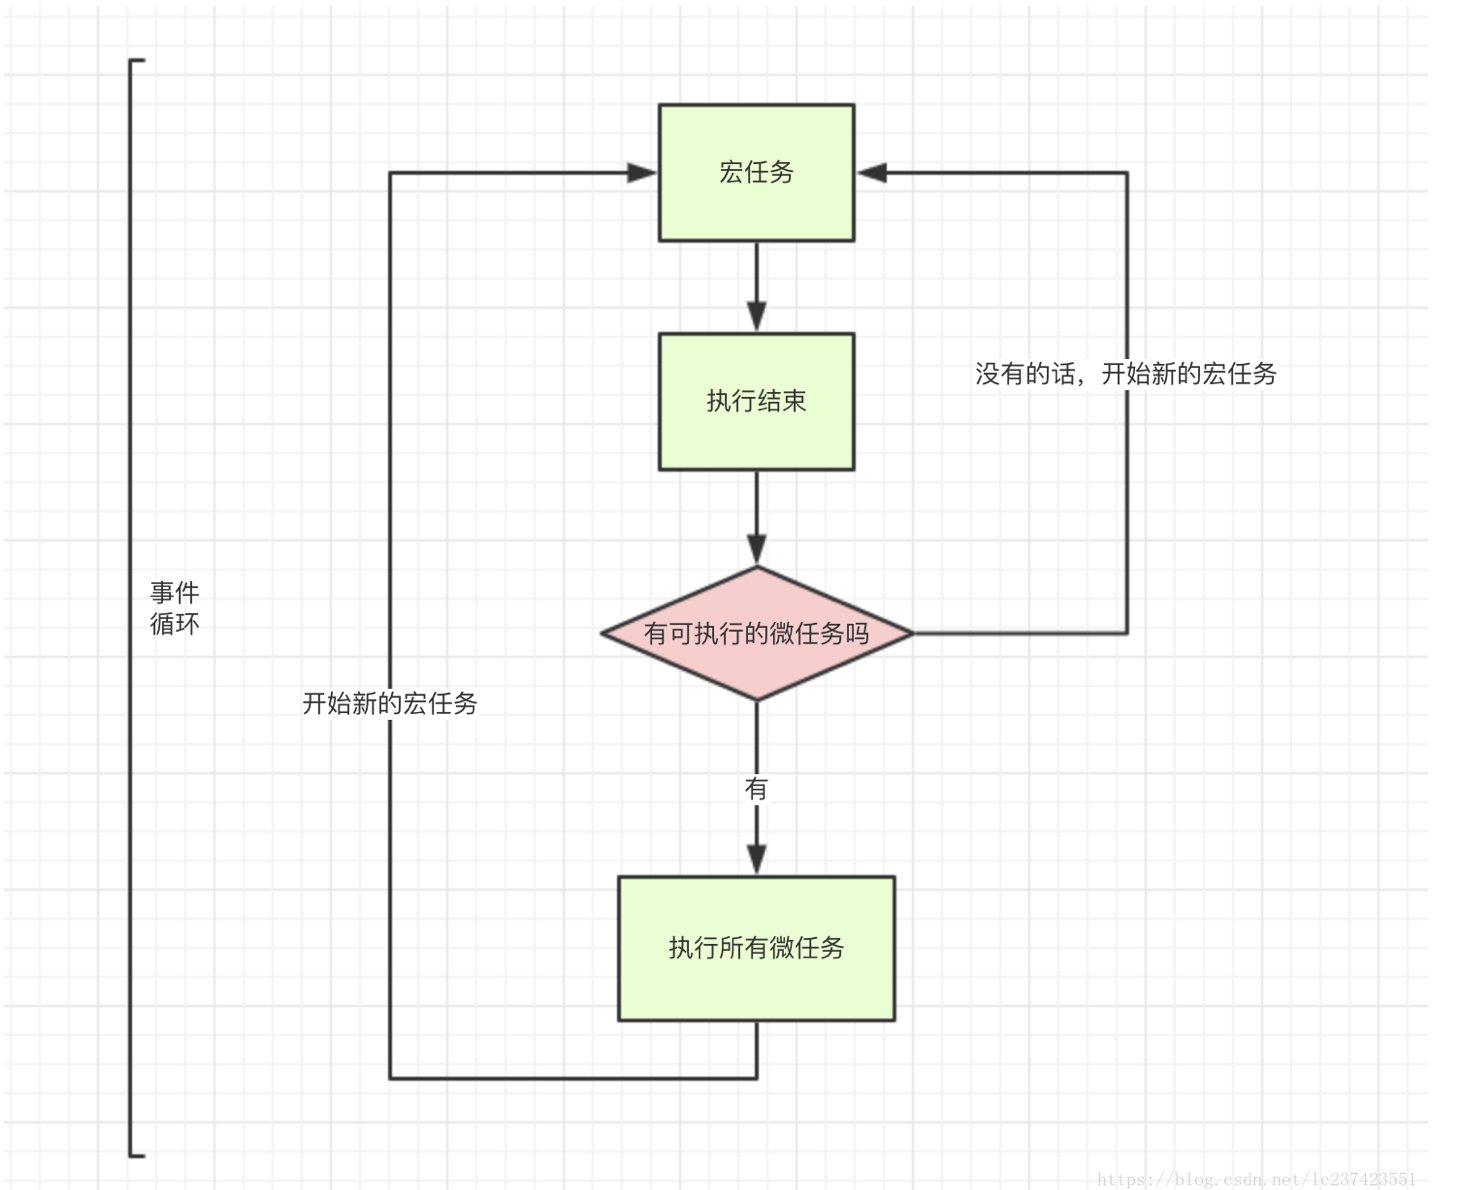 宏任务
执行结束
没有的话，开始新的宏任务
事件
循环
有可执行的微任务吗
开始新的宏任务
有
执行所有微任务
https://blog.csdn.net/lc237423551